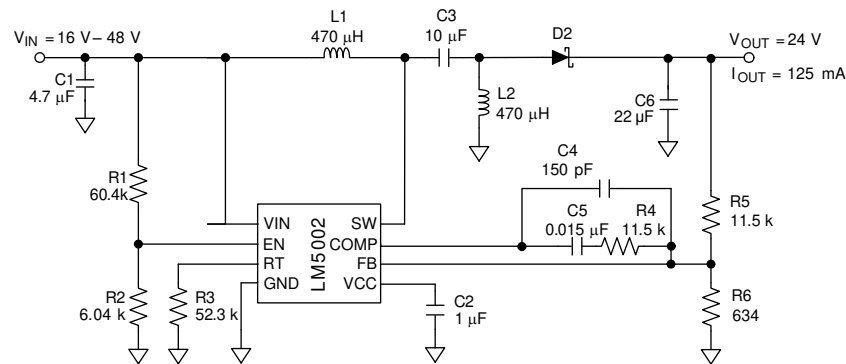 V_IN = 16 V– 48 V
C1
4.7 µF
L1
470 µH
C3
10 µF
D2
V_OUT = 24 V
I_OUT = 125 mA
L2
470 µH
C6
22 µF
C4
150 pF
R1
60.4k
C5
0.015 µF
R4
11.5 k
R5
11.5 k
VIN
EN
RT
GND
LM5002
SW
COMP
FB
VCC
R2
6.04 k
R3
52.3 k
C2
1 µF
R6
634